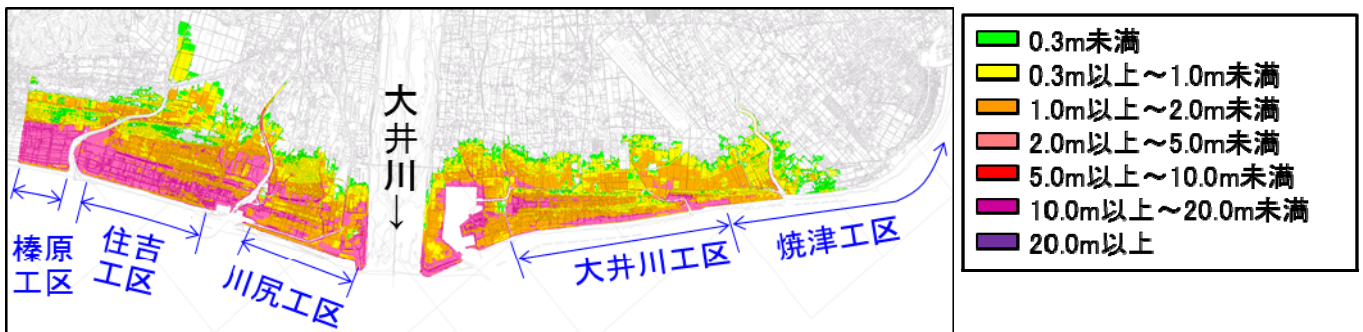 大井川↓
榛原
工区
住吉
工区
川尻工区
大井川工区
焼津工区
0.3m未満
0.3m以上～1.0m未満
1.0m以上～2.0m未満
2.0m以上～5.0m未満
5.0m以上～10.0m未満
10.0m以上～20.0m未満
20.0m以上